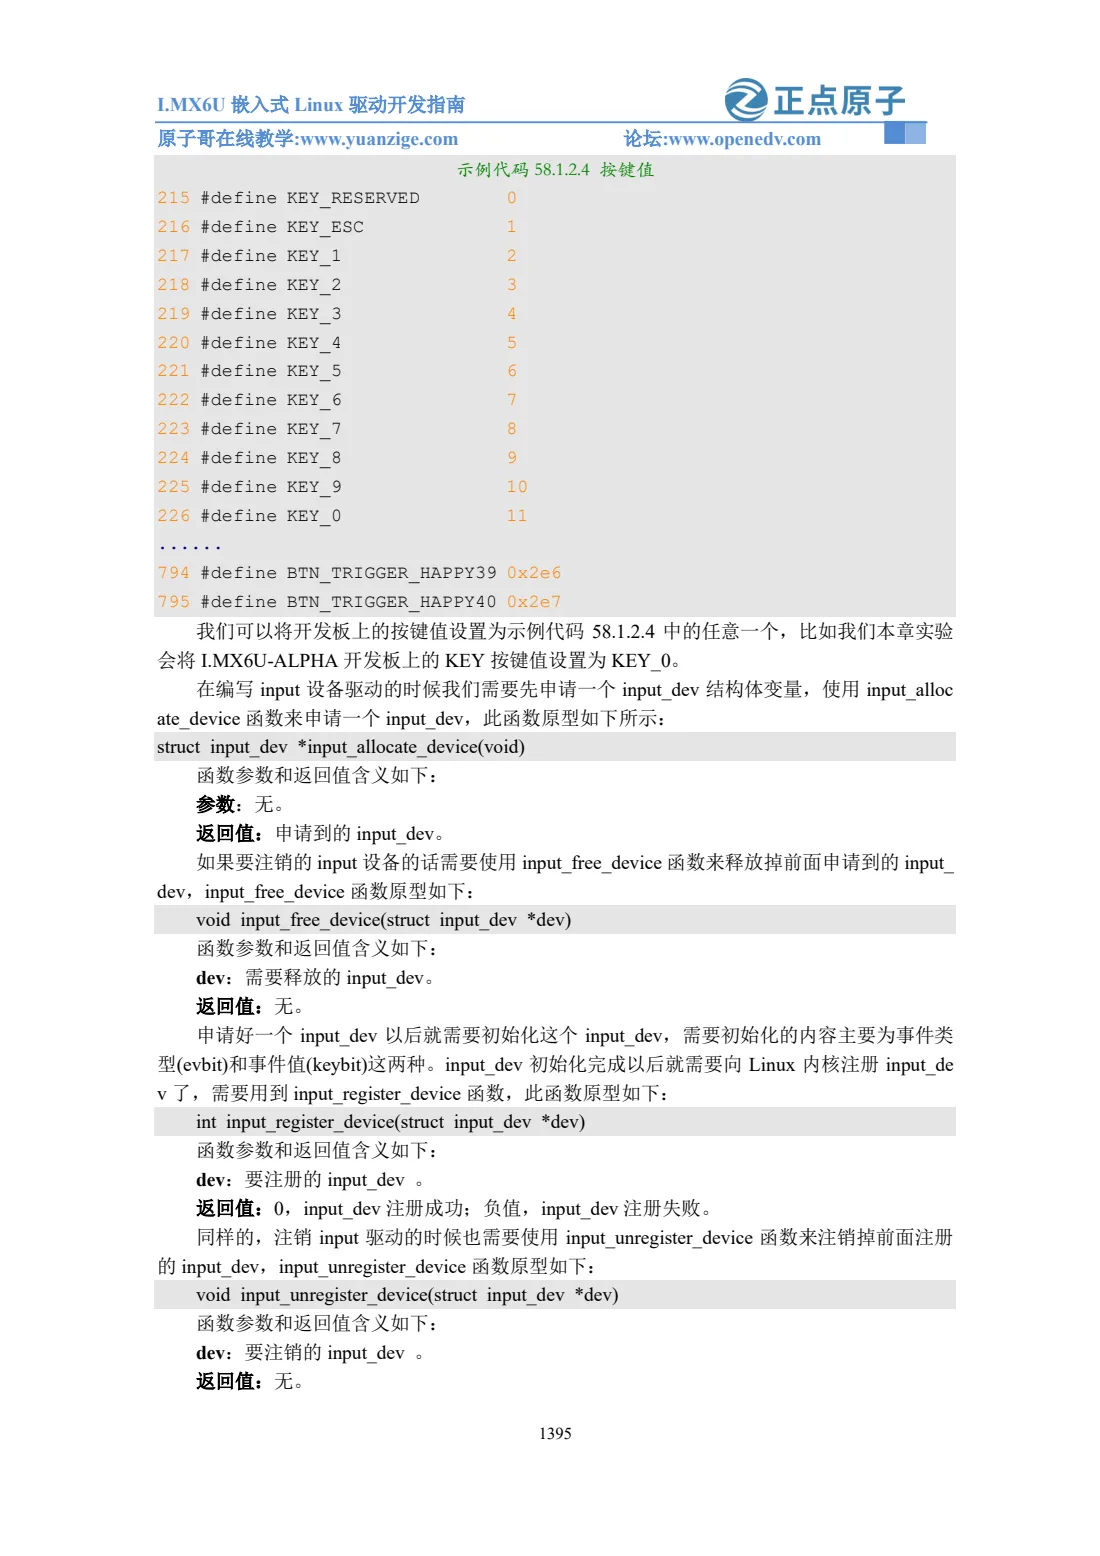 I.MX6U 嵌入式 Linux 驱动开发指南
正点原子
原子哥在线教学:www.yuanzige.com 论坛:www.openedv.com
示例代码 58.1.2.4 按键值
215 #define KEY_RESERVED 0
216 #define KEY_ESC 1
217 #define KEY_1 2
218 #define KEY_2 3
219 #define KEY_3 4
220 #define KEY_4 5
221 #define KEY_5 6
222 #define KEY_6 7
223 #define KEY_7 8
224 #define KEY_8 9
225 #define KEY_9 10
226 #define KEY_0 11
......
794 #define BTN_TRIGGER_HAPPY39 0x2e6
795 #define BTN_TRIGGER_HAPPY40 0x2e7
我们可以将开发板上的按键值设置为示例代码 58.1.2.4 中的任意一个，比如我们本章实验
会将 I.MX6U-ALPHA 开发板上的 KEY 按键值设置为 KEY_0。
在编写 input 设备驱动的时候我们需要先申请一个 input_dev 结构体变量，使用 input_alloc
ate_device 函数来申请一个 input_dev，此函数原型如下所示：
struct input_dev *input_allocate_device(void)
函数参数和返回值含义如下：
参数：无。
返回值：申请到的 input_dev。
如果要注销的 input 设备的话需要使用 input_free_device 函数来释放掉前面申请到的 input_
dev，input_free_device 函数原型如下：
void input_free_device(struct input_dev *dev)
函数参数和返回值含义如下：
dev：需要释放的 input_dev。
返回值：无。
申请好一个 input_dev 以后就需要初始化这个 input_dev，需要初始化的内容主要为事件类
型(evbit)和事件值(keybit)这两种。input_dev 初始化完成以后就需要向 Linux 内核注册 input_de
v 了，需要用到 input_register_device 函数，此函数原型如下：
int input_register_device(struct input_dev *dev)
函数参数和返回值含义如下：
dev：要注册的 input_dev 。
返回值：0，input_dev 注册成功；负值，input_dev 注册失败。
同样的，注销 input 驱动的时候也需要使用 input_unregister_device 函数来注销掉前面注册
的 input_dev，input_unregister_device 函数原型如下：
void input_unregister_device(struct input_dev *dev)
函数参数和返回值含义如下：
dev：要注销的 input_dev 。
返回值：无。
1395